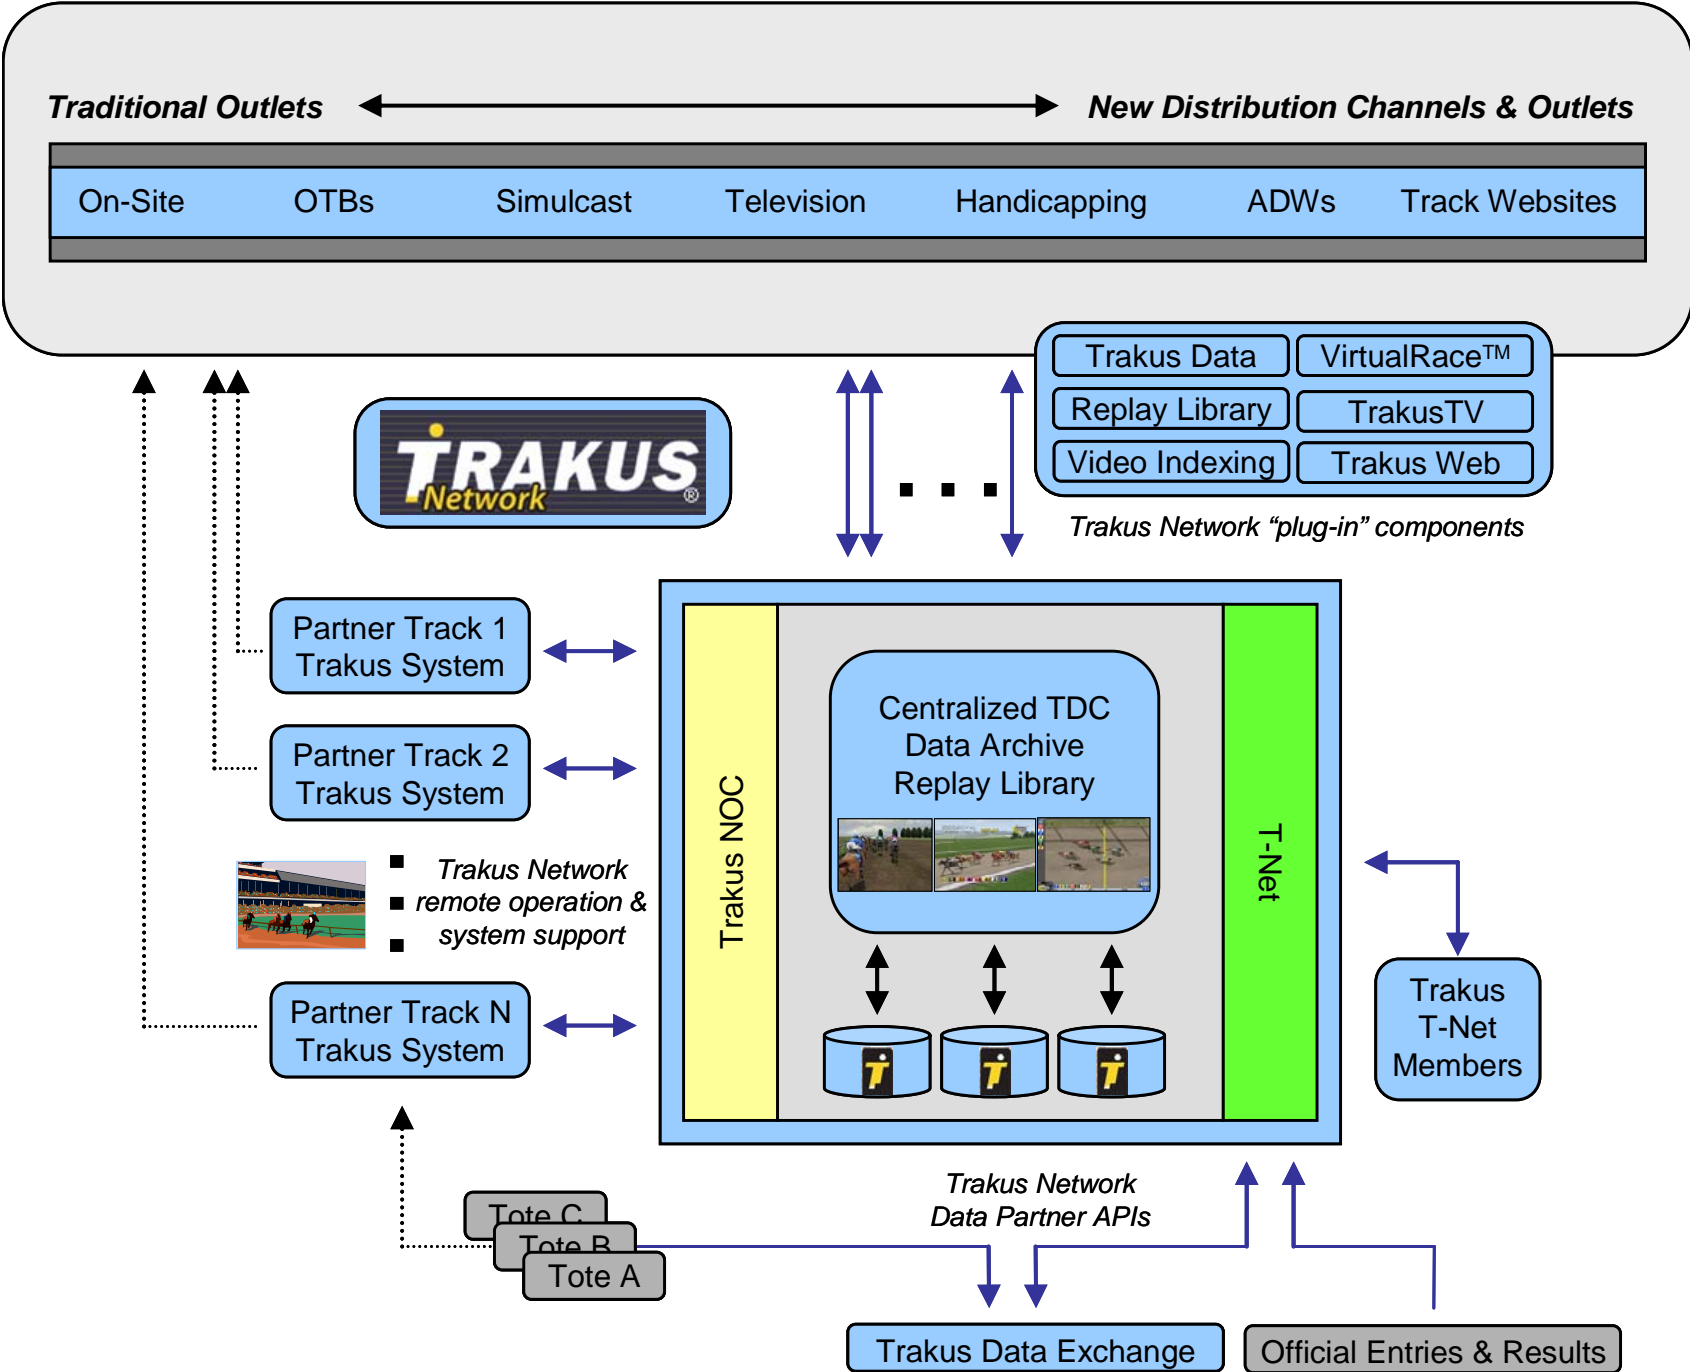 Traditional Outlets
New Distribution Channels & Outlets
On-Site
OTBs
Simulcast
Television
Handicapping
ADWs
Track Websites
Trakus Data
VirtualRace™
Replay Library
TrakusTV
Video Indexing
Trakus Web
Trakus Network “plug-in” components
TRAKUS
Network ®
Partner Track 1
Trakus System
Partner Track 2
Trakus System
Trakus Network
remote operation &
system support
Partner Track N
Trakus System
Trakus NOC
Centralized TDC
Data Archive
Replay Library
T-Net
Trakus
T-Net
Members
Trakus Network
Data Partner APIs
Tote C
Tote B
Tote A
Trakus Data Exchange
Official Entries & Results